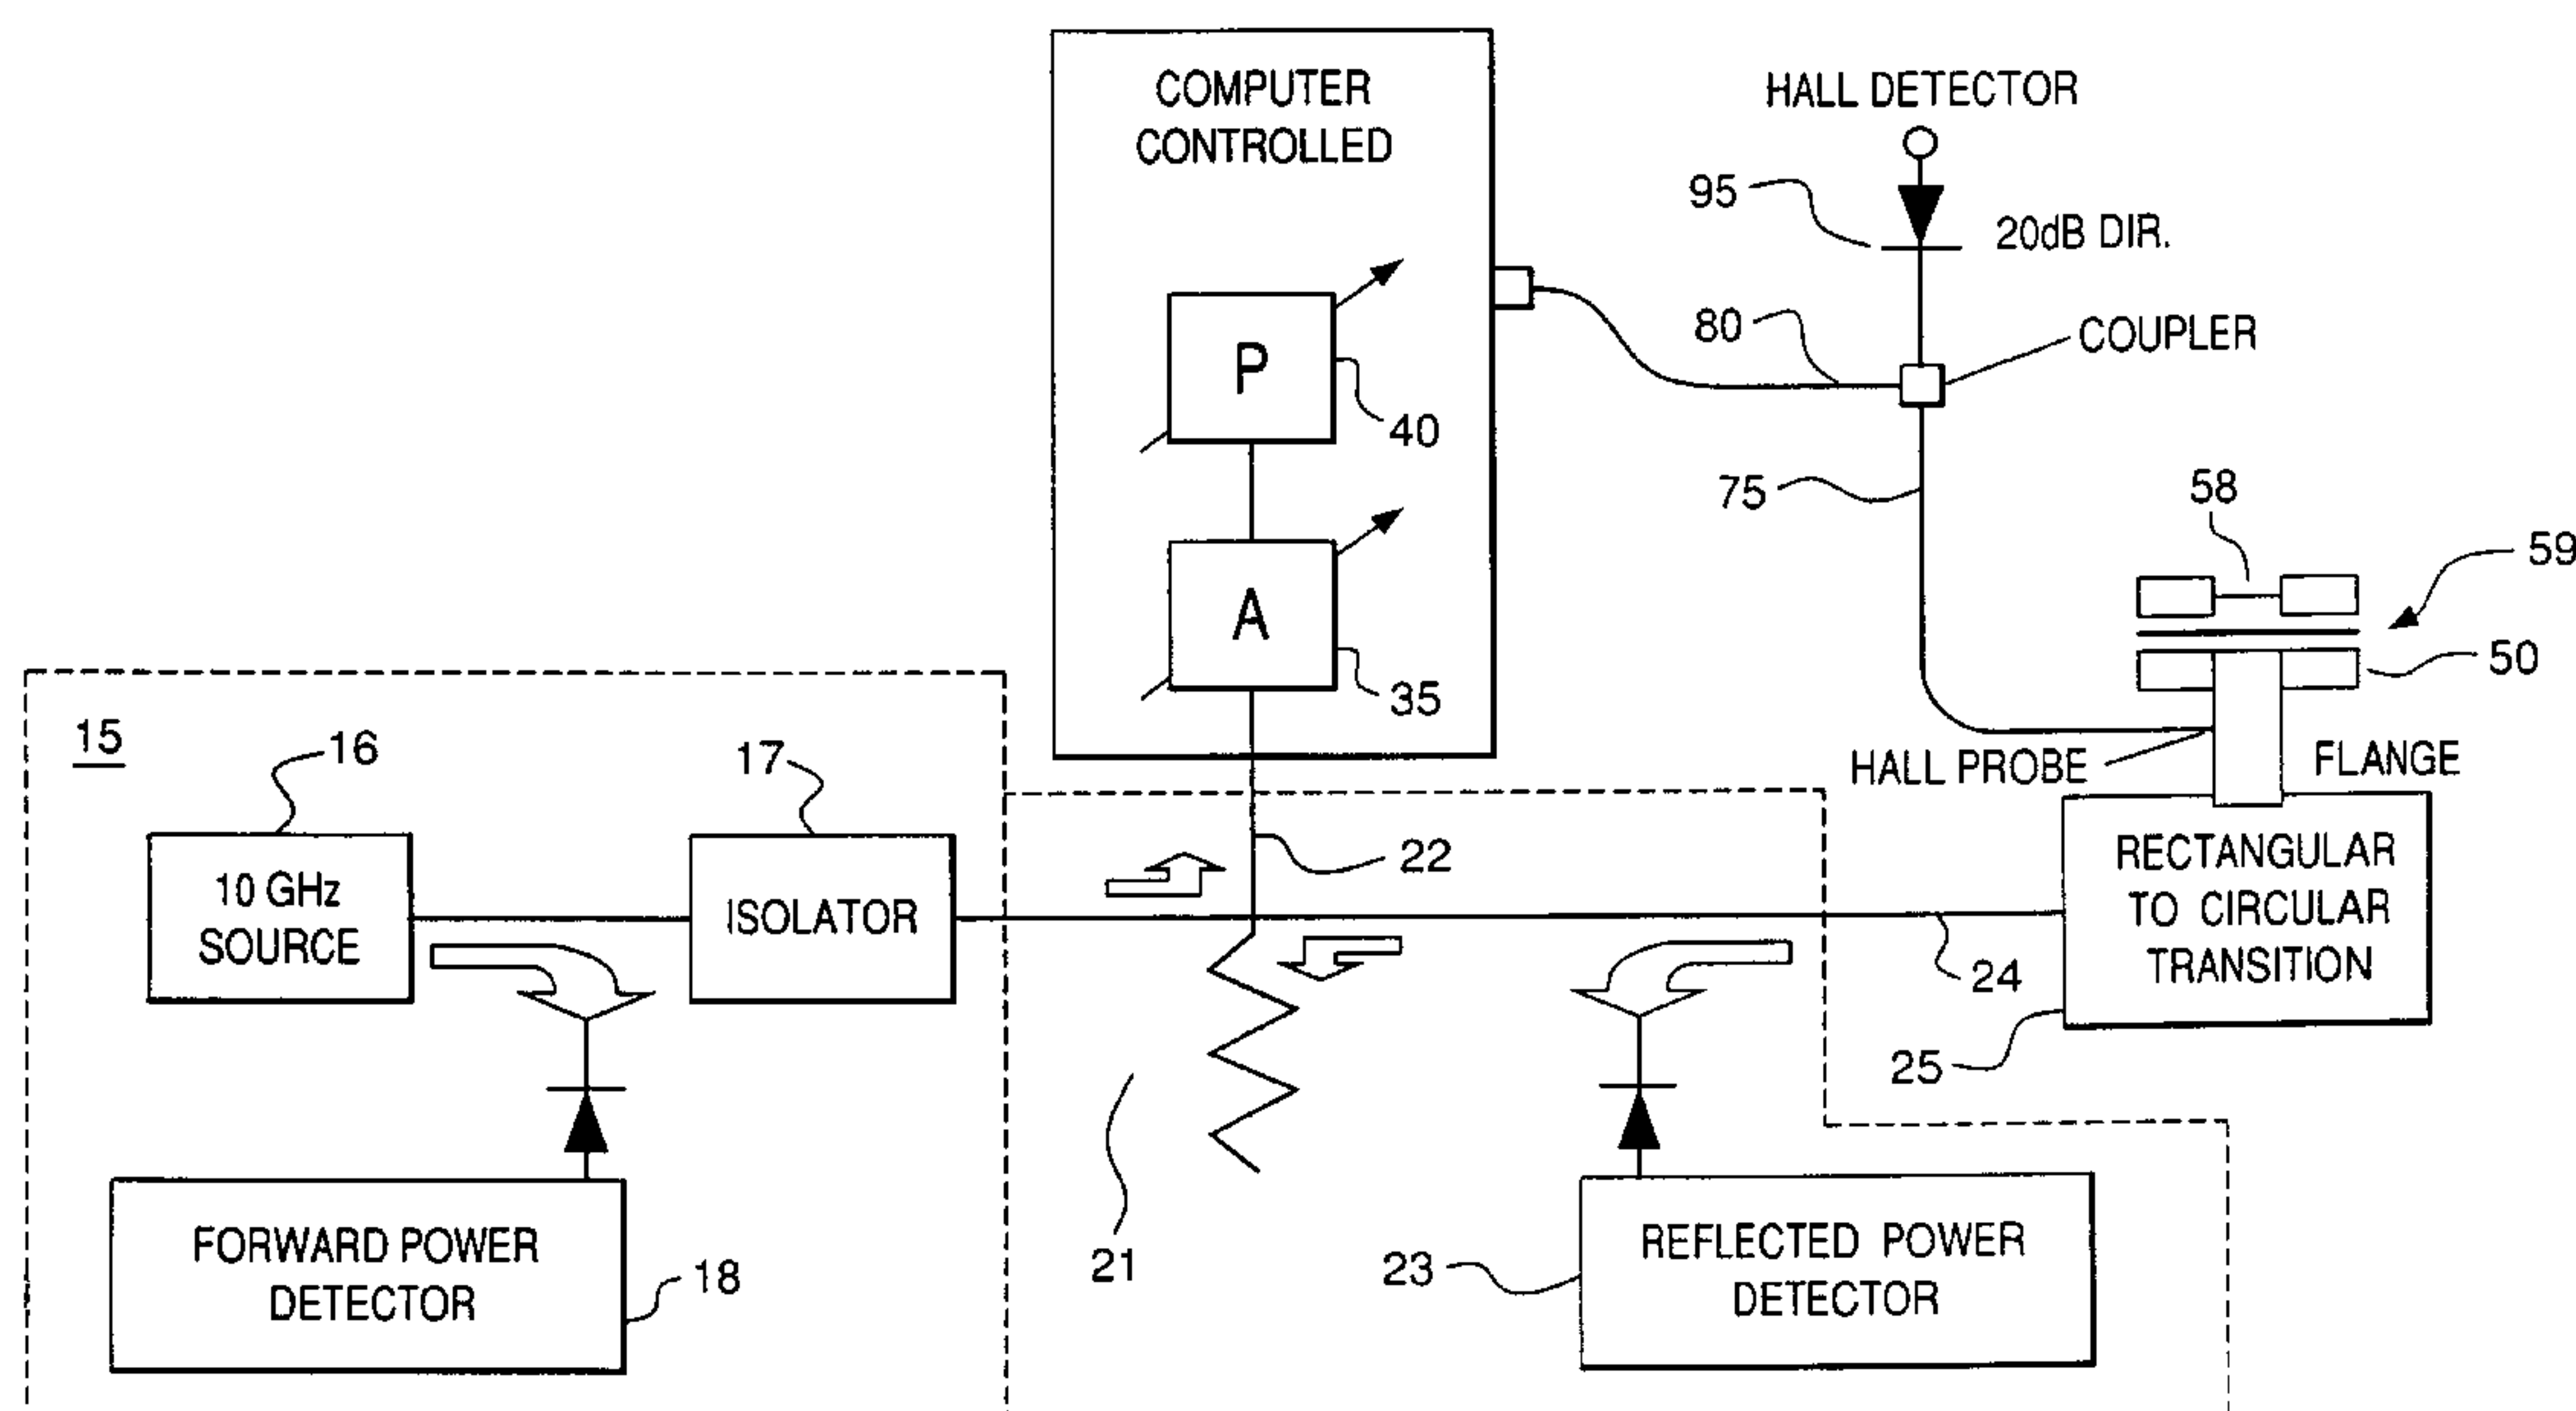 COMPUTER
CONTROLLED
HALL DETECTOR
95
20dB DIR.
80
COUPLER
P
40
75
58
59
A
35
50
15
16
17
HALL PROBE
FLANGE
22
10 GHz
SOURCE
ISOLATOR
RECTANGULAR
TO CIRCULAR
TRANSITION
24
25
21
FORWARD POWER
DETECTOR
18
23
REFLECTED POWER
DETECTOR